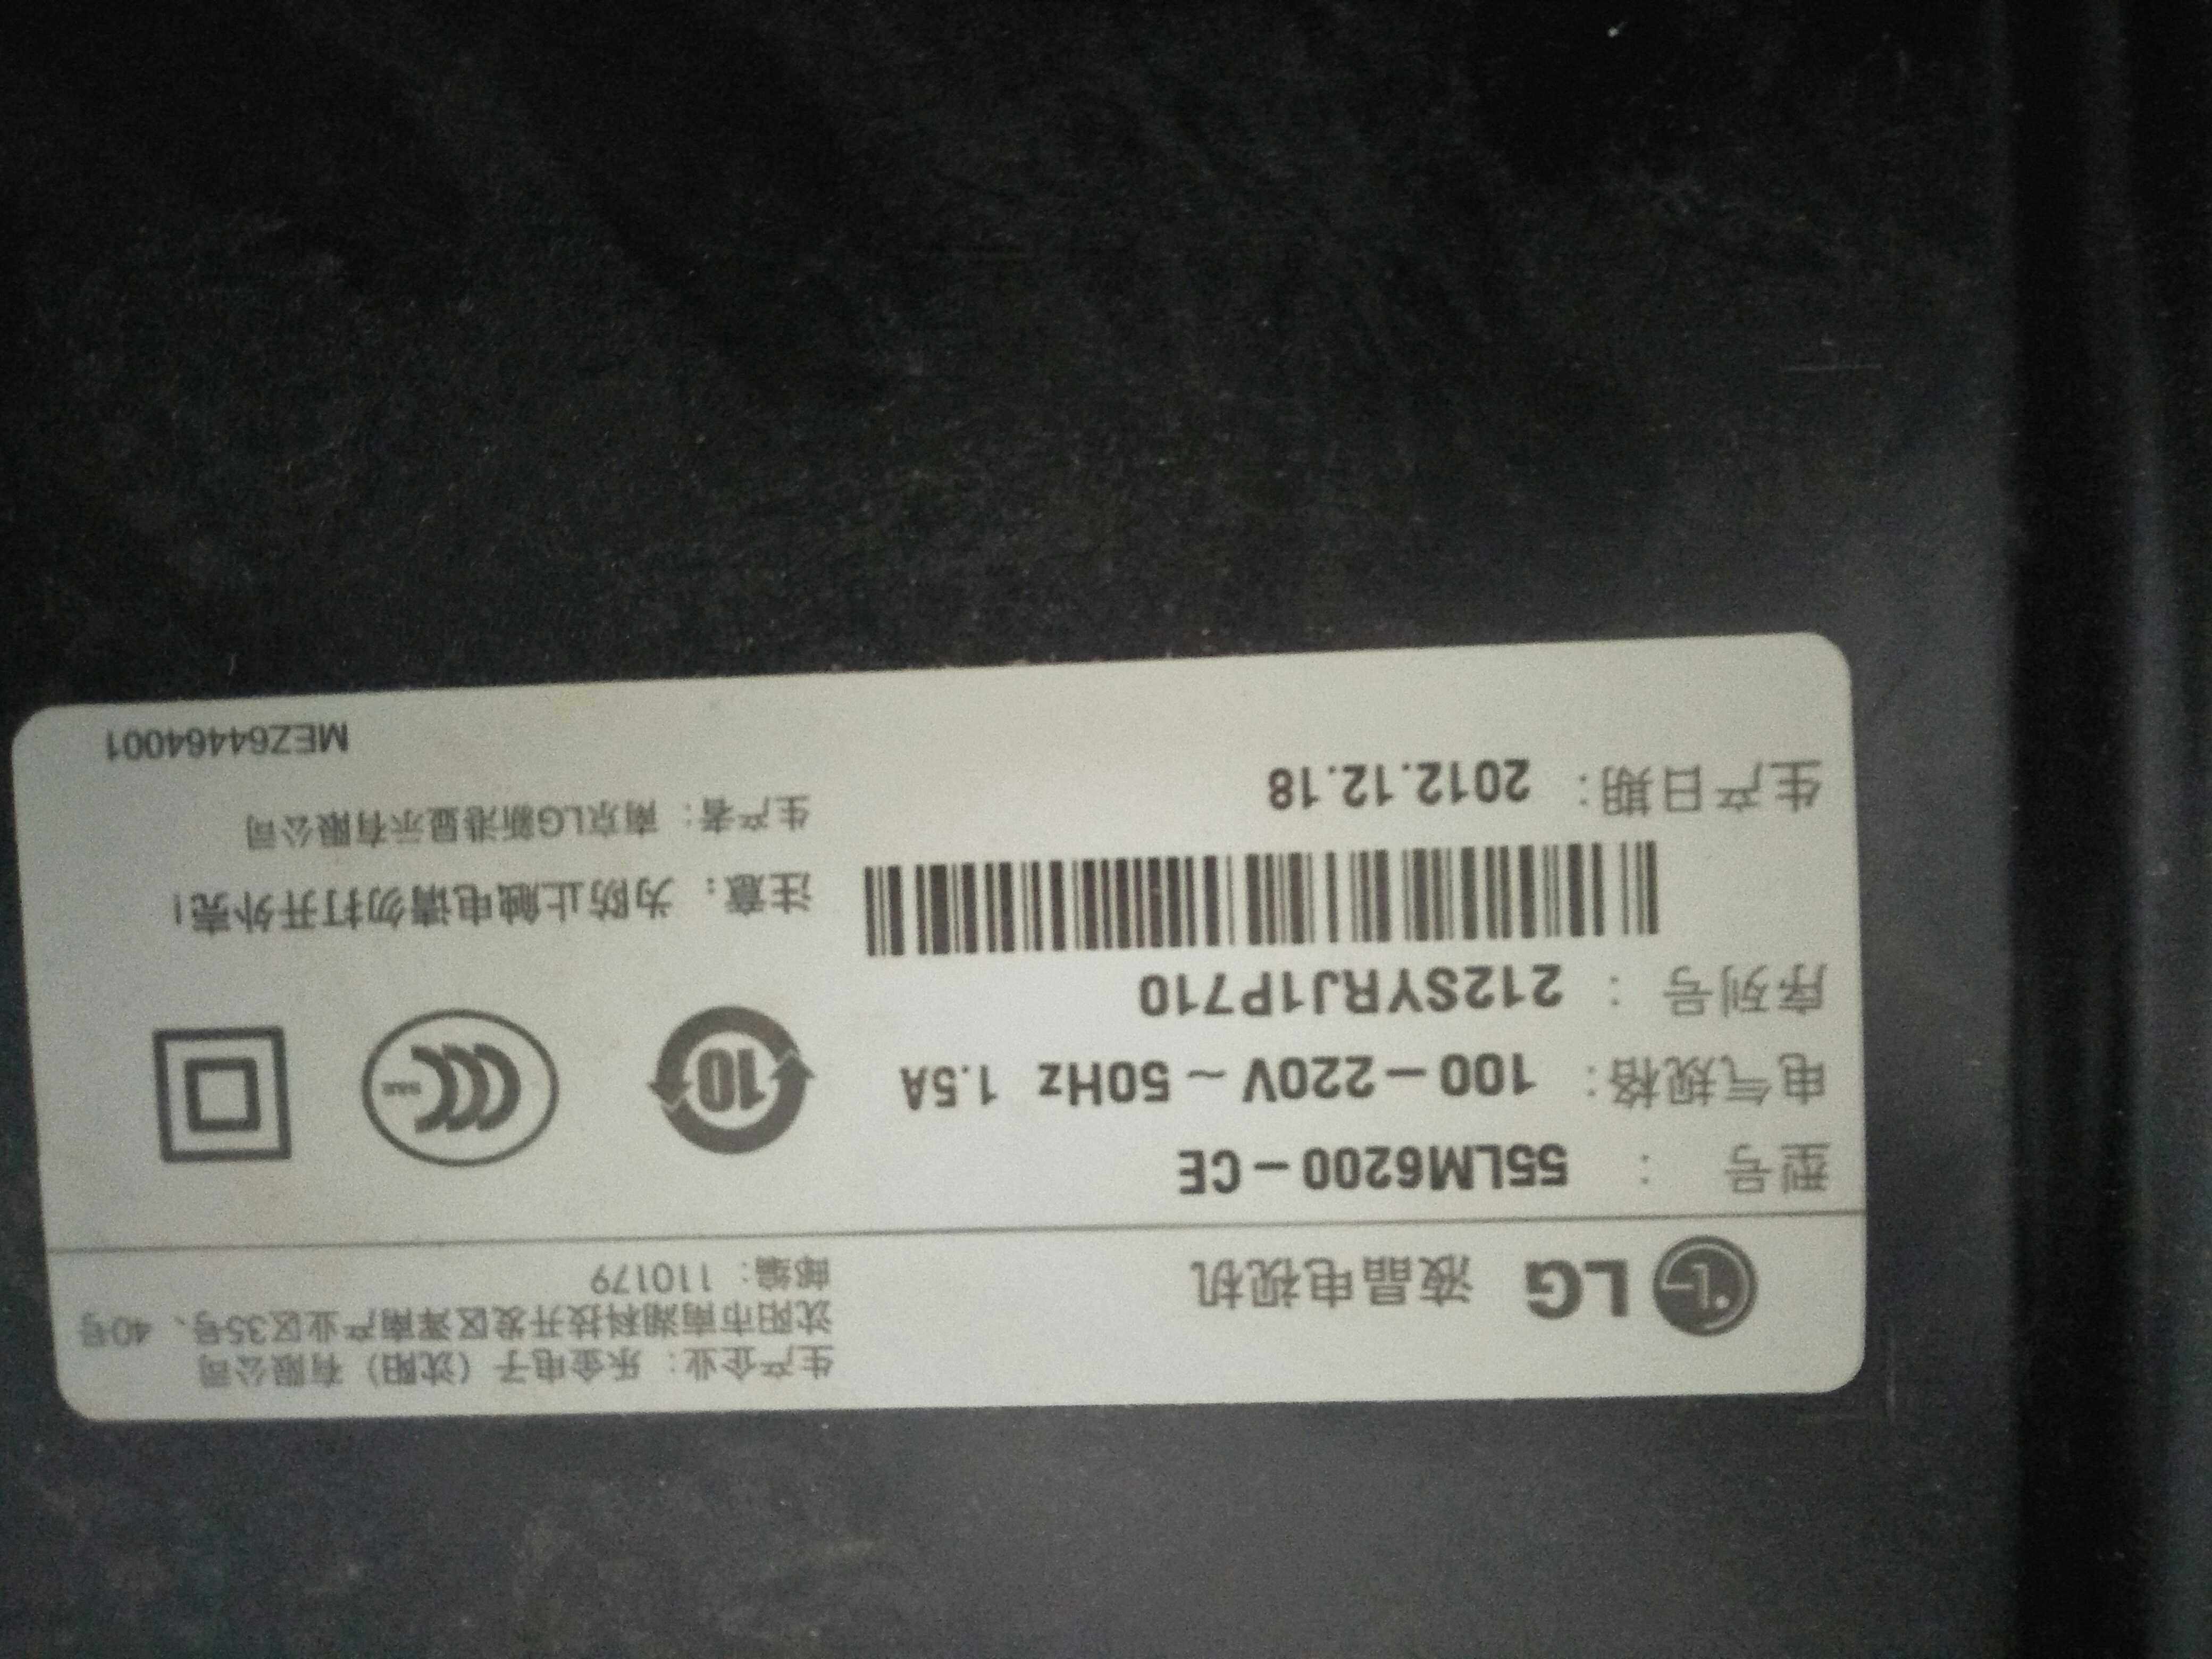 LG 液晶电视机
生产企业：乐金电子（沈阳）有限公司
沈阳市南湖科技开发区浑南产业区35号、40号
邮编：110179
型号 ： 55LM6200-CE
电气规格： 100-220V~50Hz 1.5A
序列号 ： 212SYRJ1P710
生产日期： 2012.12.18
10
CCC
注意：为防止触电请勿打开外壳！
生产者：南京LG新港显示有限公司
MEZ64464001